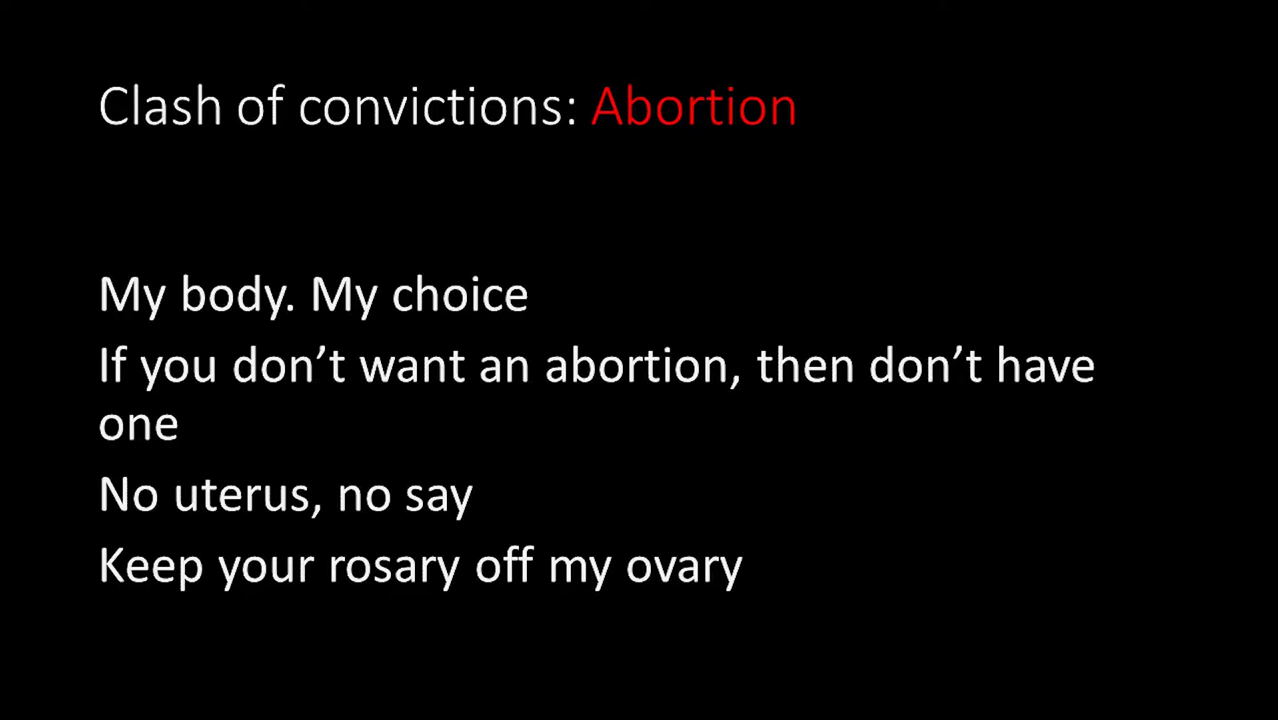 Clash of convictions: Abortion
My body. My choice
If you don’t want an abortion, then don’t have
one
No uterus, no say
Keep your rosary off my ovary